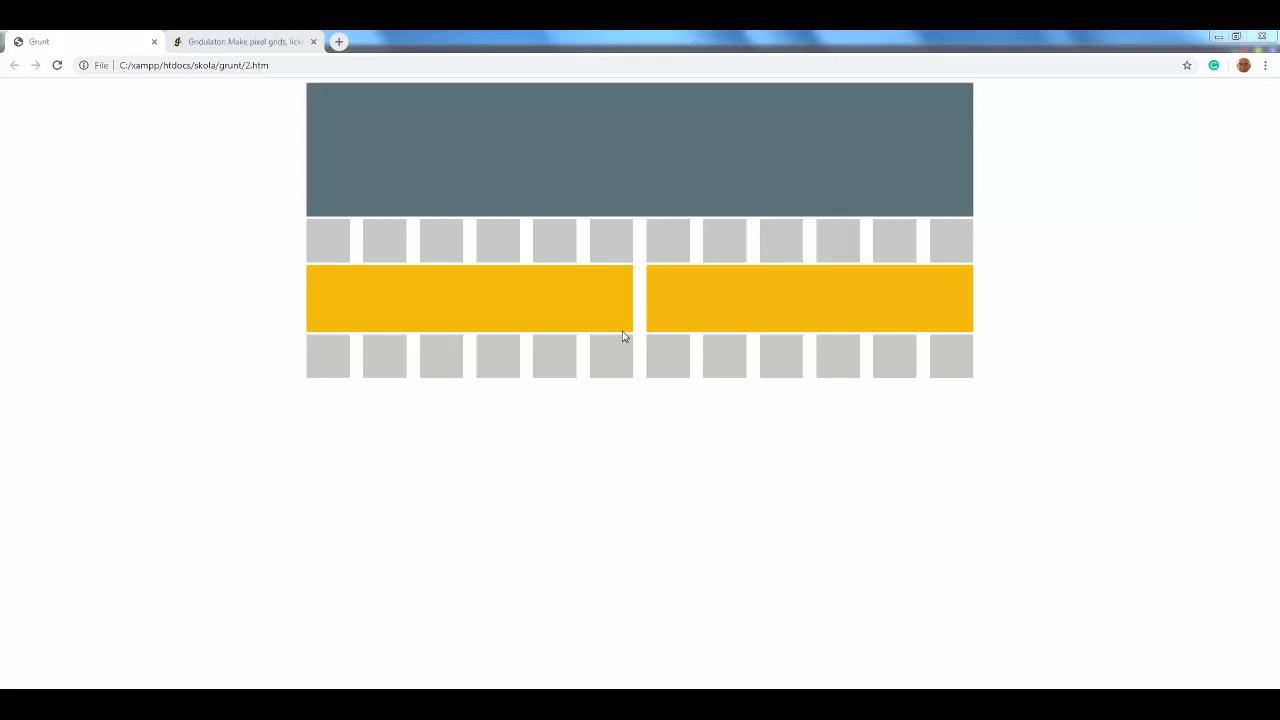 Grunt
Gridulator: Make pixel grids, lick
File
C:/xampp/htdocs/skola/grunt/2.htm